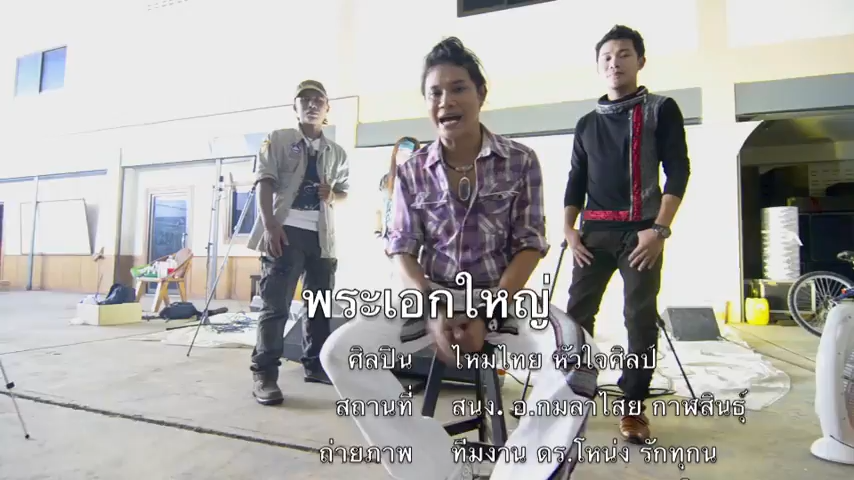 พระเอกใหญ่
ศิลปิน ไหมไทย หัวใจศิลป์
สถานที่ สนง. อ.กมลาไสย กาฬสินธุ์
ถ่ายภาพ ทีมงาน ดร.โหน่ง รักทุกคน